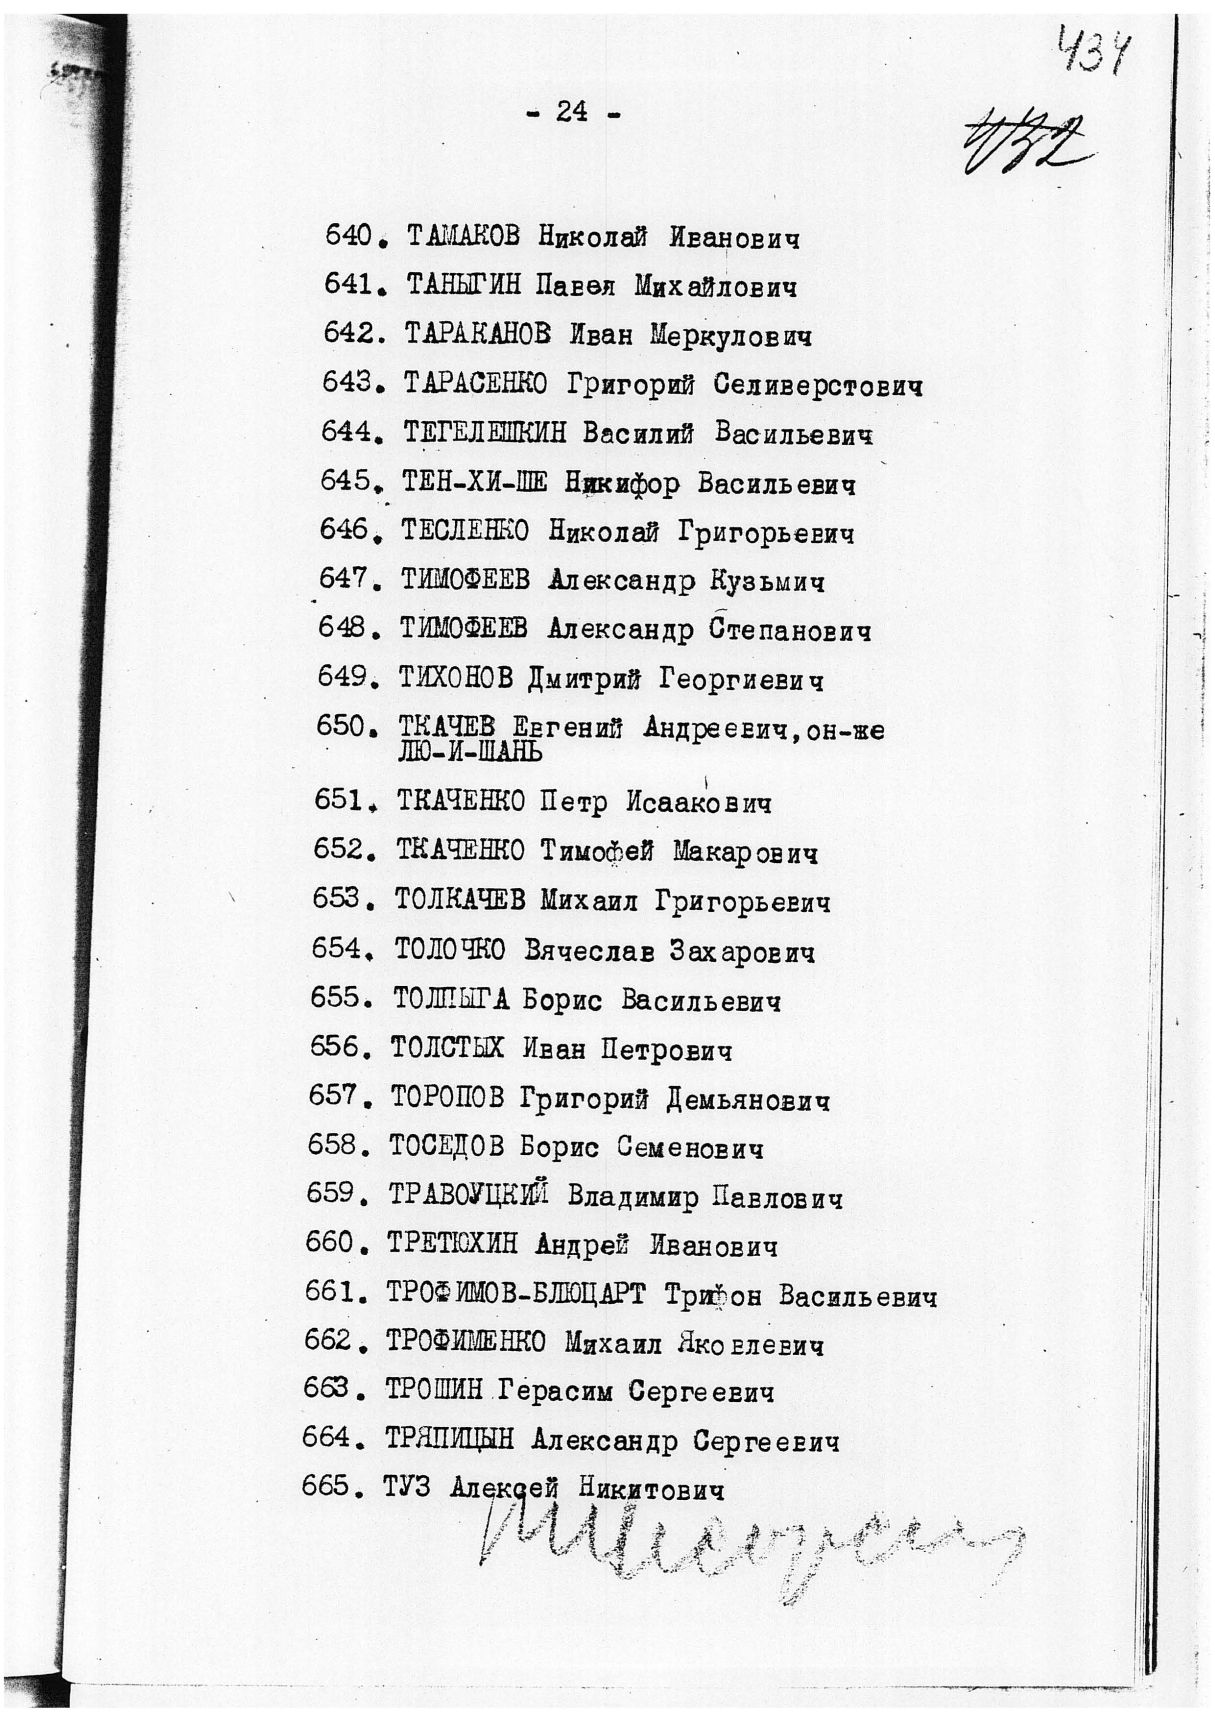 434
- 24 -
432
640. ТАМАКОВ Николай Иванович
641. ТАНЫГИН Павел Михайлович
642. ТАРАКАНОВ Иван Меркулович
643. ТАРАСЕНКО Григорий Селиверстович
644. ТЕГЕЛЕШКИН Василий Васильевич
645. ТЕН-ХИ-ШЕ Никифор Васильевич
646. ТЕСЛЕНКО Николай Григорьевич
647. ТИМОФЕЕВ Александр Кузьмич
648. ТИМОФЕЕВ Александр Степанович
649. ТИХОНОВ Дмитрий Георгиевич
650. ТКАЧЕВ Евгений Андреевич, он-же
ЛЮ-И-ШАНЬ
651. ТКАЧЕНКО Петр Исаакович
652. ТКАЧЕНКО Тимофей Макарович
653. ТОЛКАЧЕВ Михаил Григорьевич
654. ТОЛОЧКО Вячеслав Захарович
655. ТОЛПЫГА Борис Васильевич
656. ТОЛСТЫХ Иван Петрович
657. ТОРОПОВ Григорий Демьянович
658. ТОСЕДОВ Борис Семенович
659. ТРАВОУЦКИЙ Владимир Павлович
660. ТРЕТЮХИН Андрей Иванович
661. ТРОФИМОВ-БЛЮЦАРТ Трифон Васильевич
662. ТРОФИМЕНКО Михаил Яковлевич
663. ТРОШИН Герасим Сергеевич
664. ТРЯПИЦЫН Александр Сергеевич
665. ТУЗ Алексей Никитович